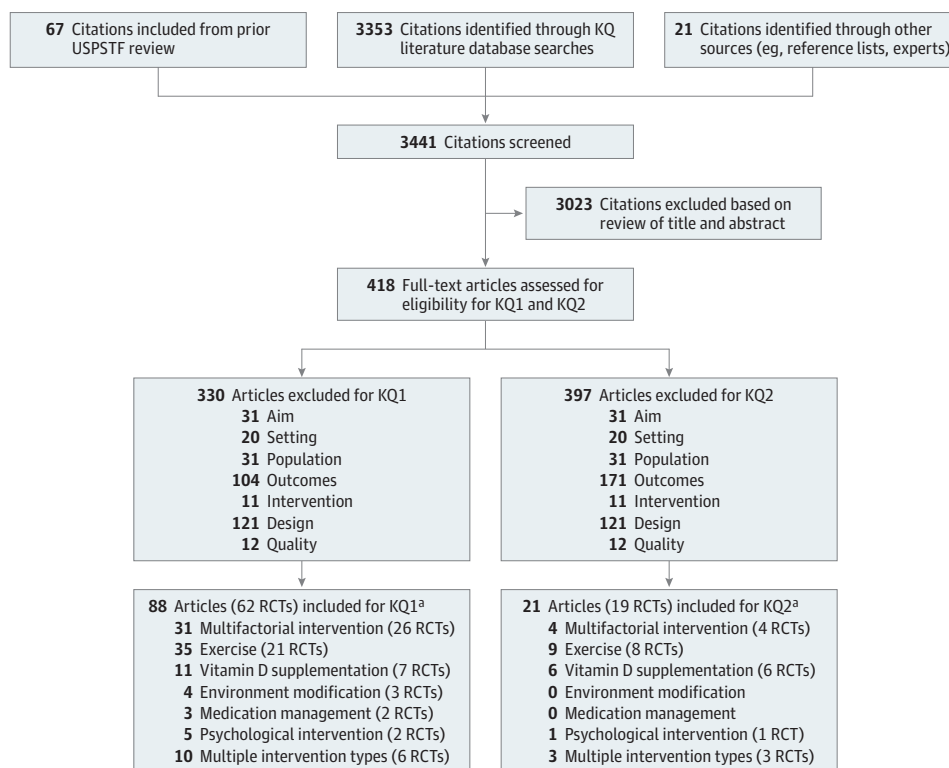 67 Citations included from prior
USPSTF review
3353 Citations identified through KQ
literature database searches
21 Citations identified through other
sources (eg, reference lists, experts)
3441 Citations screened
3023 Citations excluded based on
review of title and abstract
418 Full-text articles assessed for
eligibility for KQ1 and KQ2
330 Articles excluded for KQ1
31 Aim
20 Setting
31 Population
104 Outcomes
11 Intervention
121 Design
12 Quality
397 Articles excluded for KQ2
31 Aim
20 Setting
31 Population
171 Outcomes
11 Intervention
121 Design
12 Quality
88 Articles (62 RCTs) included for KQ1a
31 Multifactorial intervention (26 RCTs)
35 Exercise (21 RCTs)
11 Vitamin D supplementation (7 RCTs)
4 Environment modification (3 RCTs)
3 Medication management (2 RCTs)
5 Psychological intervention (2 RCTs)
10 Multiple intervention types (6 RCTs)
21 Articles (19 RCTs) included for KQ2a
4 Multifactorial intervention (4 RCTs)
9 Exercise (8 RCTs)
6 Vitamin D supplementation (6 RCTs)
0 Environment modification
0 Medication management
1 Psychological intervention (1 RCT)
3 Multiple intervention types (3 RCTs)